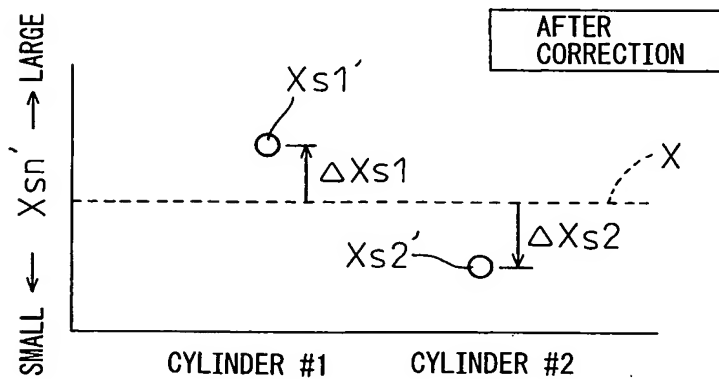 AFTER
CORRECTION
Xs1′
ΔXs1
X
Xs2′
ΔXs2
SMALL ← Xsn′ → LARGE
CYLINDER #1 CYLINDER #2